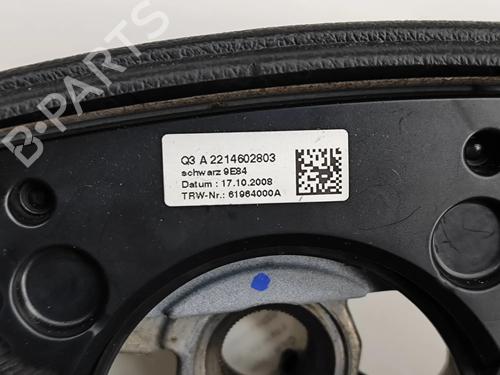 B-PARTS
Q3 A 2214602803
schwarz 9E84
Datum : 17.10.2008
TRW-Nr.: 61964000A